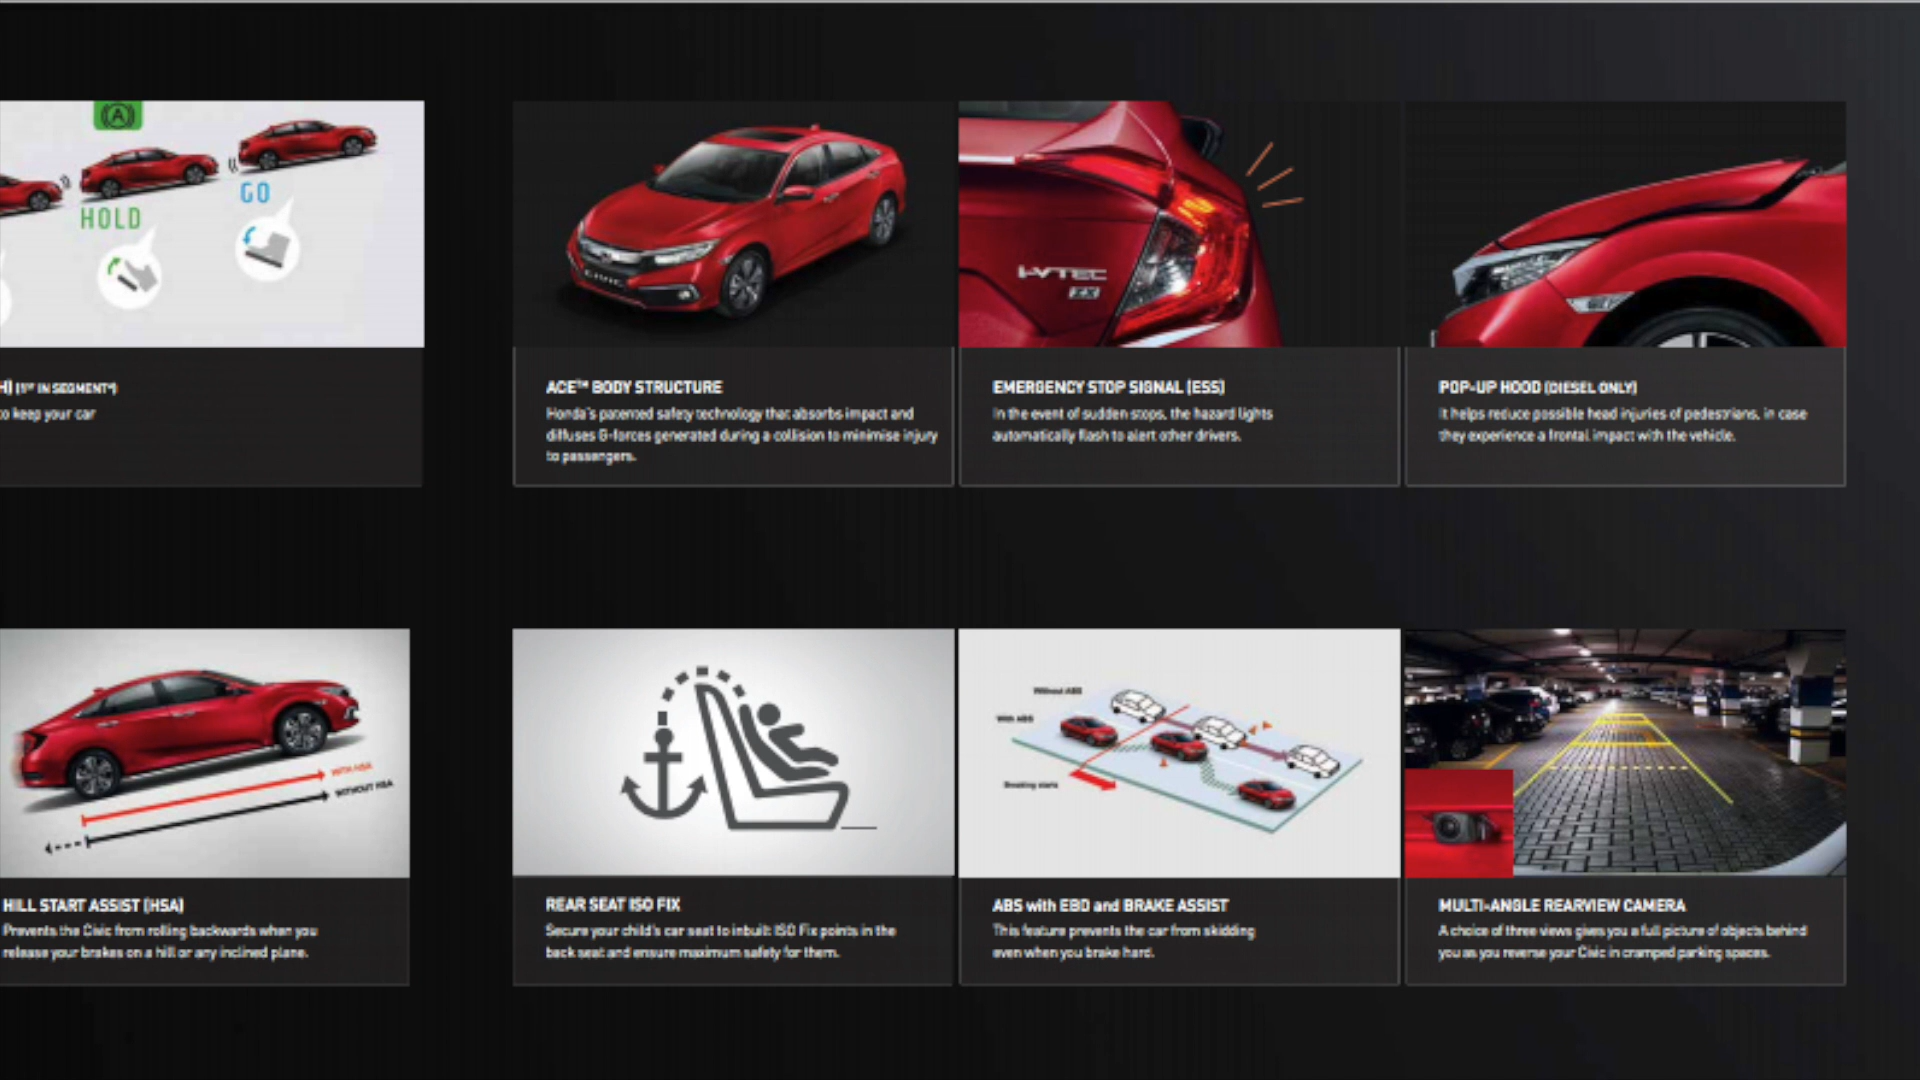 HOLD
GO
H) (1ST IN SEGMENT*)
to keep your car
CIVIC
ACE™ BODY STRUCTURE
Honda's patented safety technology that absorbs impact and
diffuses G-forces generated during a collision to minimise injury
to passengers.
i-VTEC
ZX
EMERGENCY STOP SIGNAL (ESS)
In the event of sudden stops, the hazard lights
automatically flash to alert other drivers.
POP-UP HOOD (DIESEL ONLY)
It helps reduce possible head injuries of pedestrians, in case
they experience a frontal impact with the vehicle.
WITH HSA
WITHOUT HSA
HILL START ASSIST (HSA)
Prevents the Civic from rolling backwards when you
release your brakes on a hill or any inclined plane.
REAR SEAT ISO FIX
Secure your child's car seat to inbuilt ISO Fix points in the
back seat and ensure maximum safety for them.
Without ABS
With ABS
Breaking starts
ABS with EBD and BRAKE ASSIST
This feature prevents the car from skidding
even when you brake hard.
MULTI-ANGLE REARVIEW CAMERA
A choice of three views gives you a full picture of objects behind
you as you reverse your Civic in cramped parking spaces.